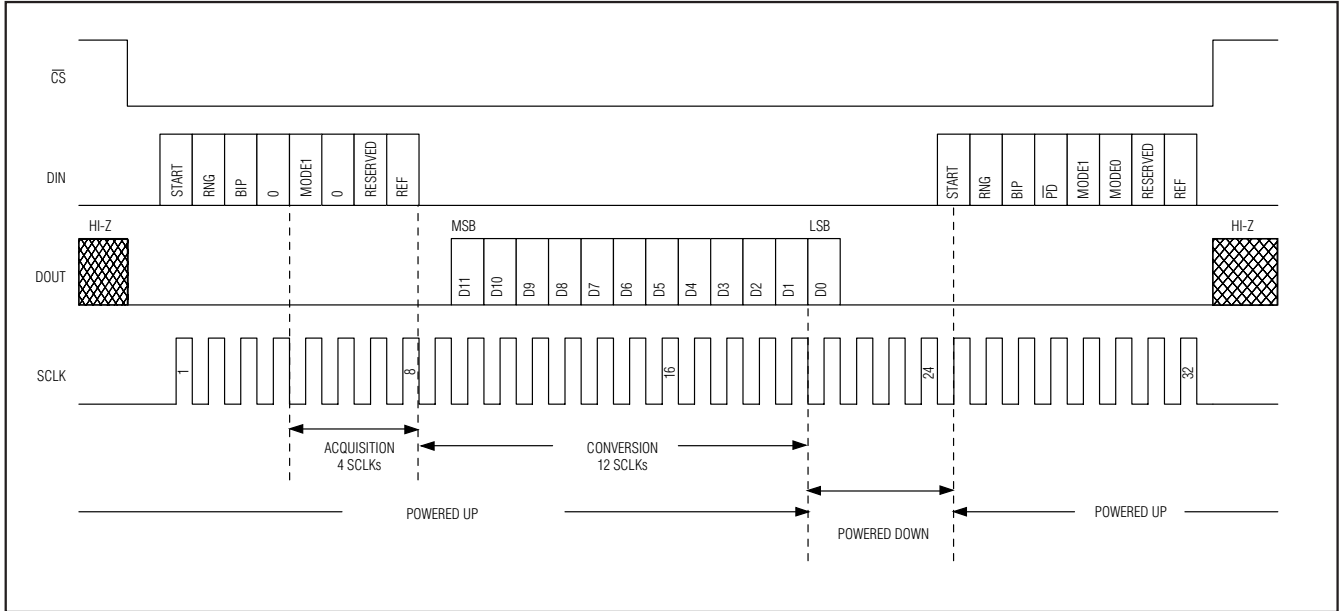 CS
DIN
START
RNG
BIP
0
MODE1
0
RESERVED
REF
START
RNG
BIP
PD
MODE1
MODE0
RESERVED
REF
HI-Z
MSB
LSB
HI-Z
DOUT
D11
D10
D9
D8
D7
D6
D5
D4
D3
D2
D1
D0
SCLK
1
8
16
24
32
ACQUISITION
4 SCLKs
CONVERSION
12 SCLKs
POWERED UP
POWERED DOWN
POWERED UP